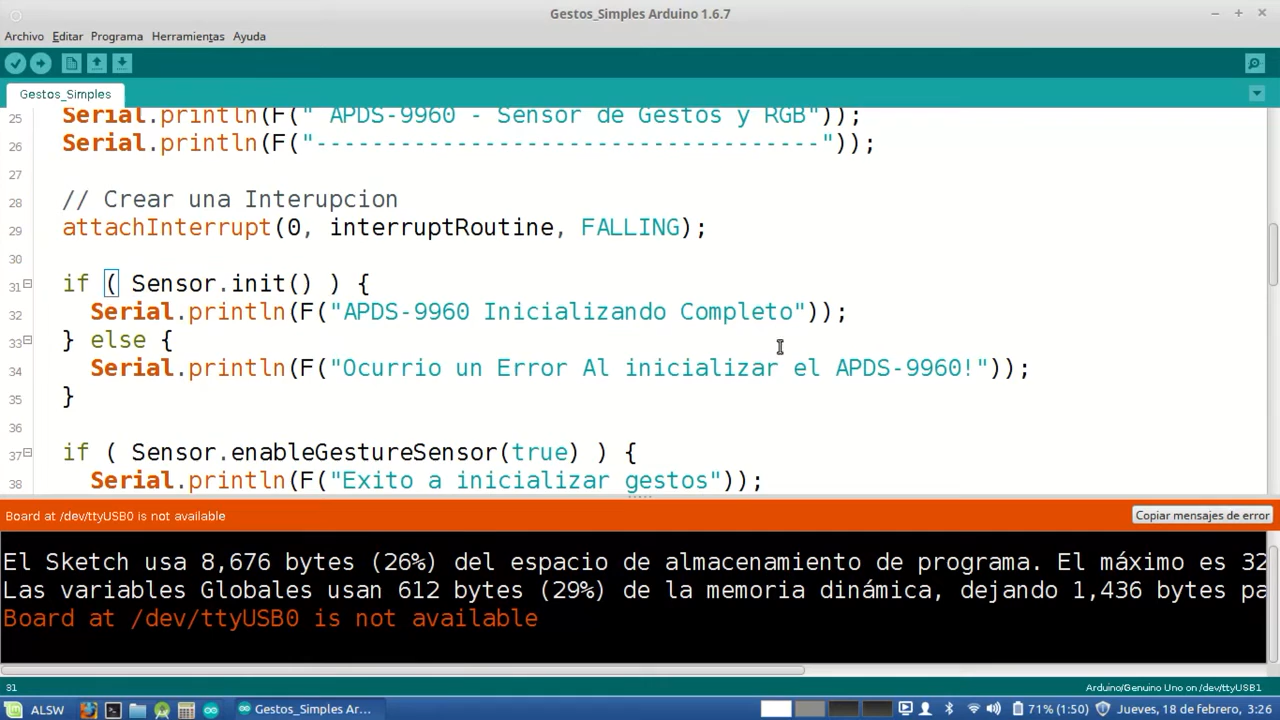 Gestos_Simples Arduino 1.6.7
Archivo Editar Programa Herramientas Ayuda
Gestos_Simples
25 Serial.println(F(" APDS-9960 - Sensor de Gestos y RGB"));
26 Serial.println(F("------------------------------------"));
27
28 // Crear una Interupcion
29 attachInterrupt(0, interruptRoutine, FALLING);
30
31 if ( Sensor.init() ) {
32 Serial.println(F("APDS-9960 Inicializando Completo"));
33 } else {
34 Serial.println(F("Ocurrio un Error Al inicializar el APDS-9960!"));
35 }
36
37 if ( Sensor.enableGestureSensor(true) ) {
38 Serial.println(F("Exito a inicializar gestos"));
Board at /dev/ttyUSB0 is not available Copiar mensajes de error
El Sketch usa 8,676 bytes (26%) del espacio de almacenamiento de programa. El máximo es 32
Las variables Globales usan 612 bytes (29%) de la memoria dinámica, dejando 1,436 bytes pa
Board at /dev/ttyUSB0 is not available
31 Arduino/Genuino Uno on /dev/ttyUSB1
ALSW Gestos_Simples Ar... 71% (1:50) Jueves, 18 de febrero, 3:26